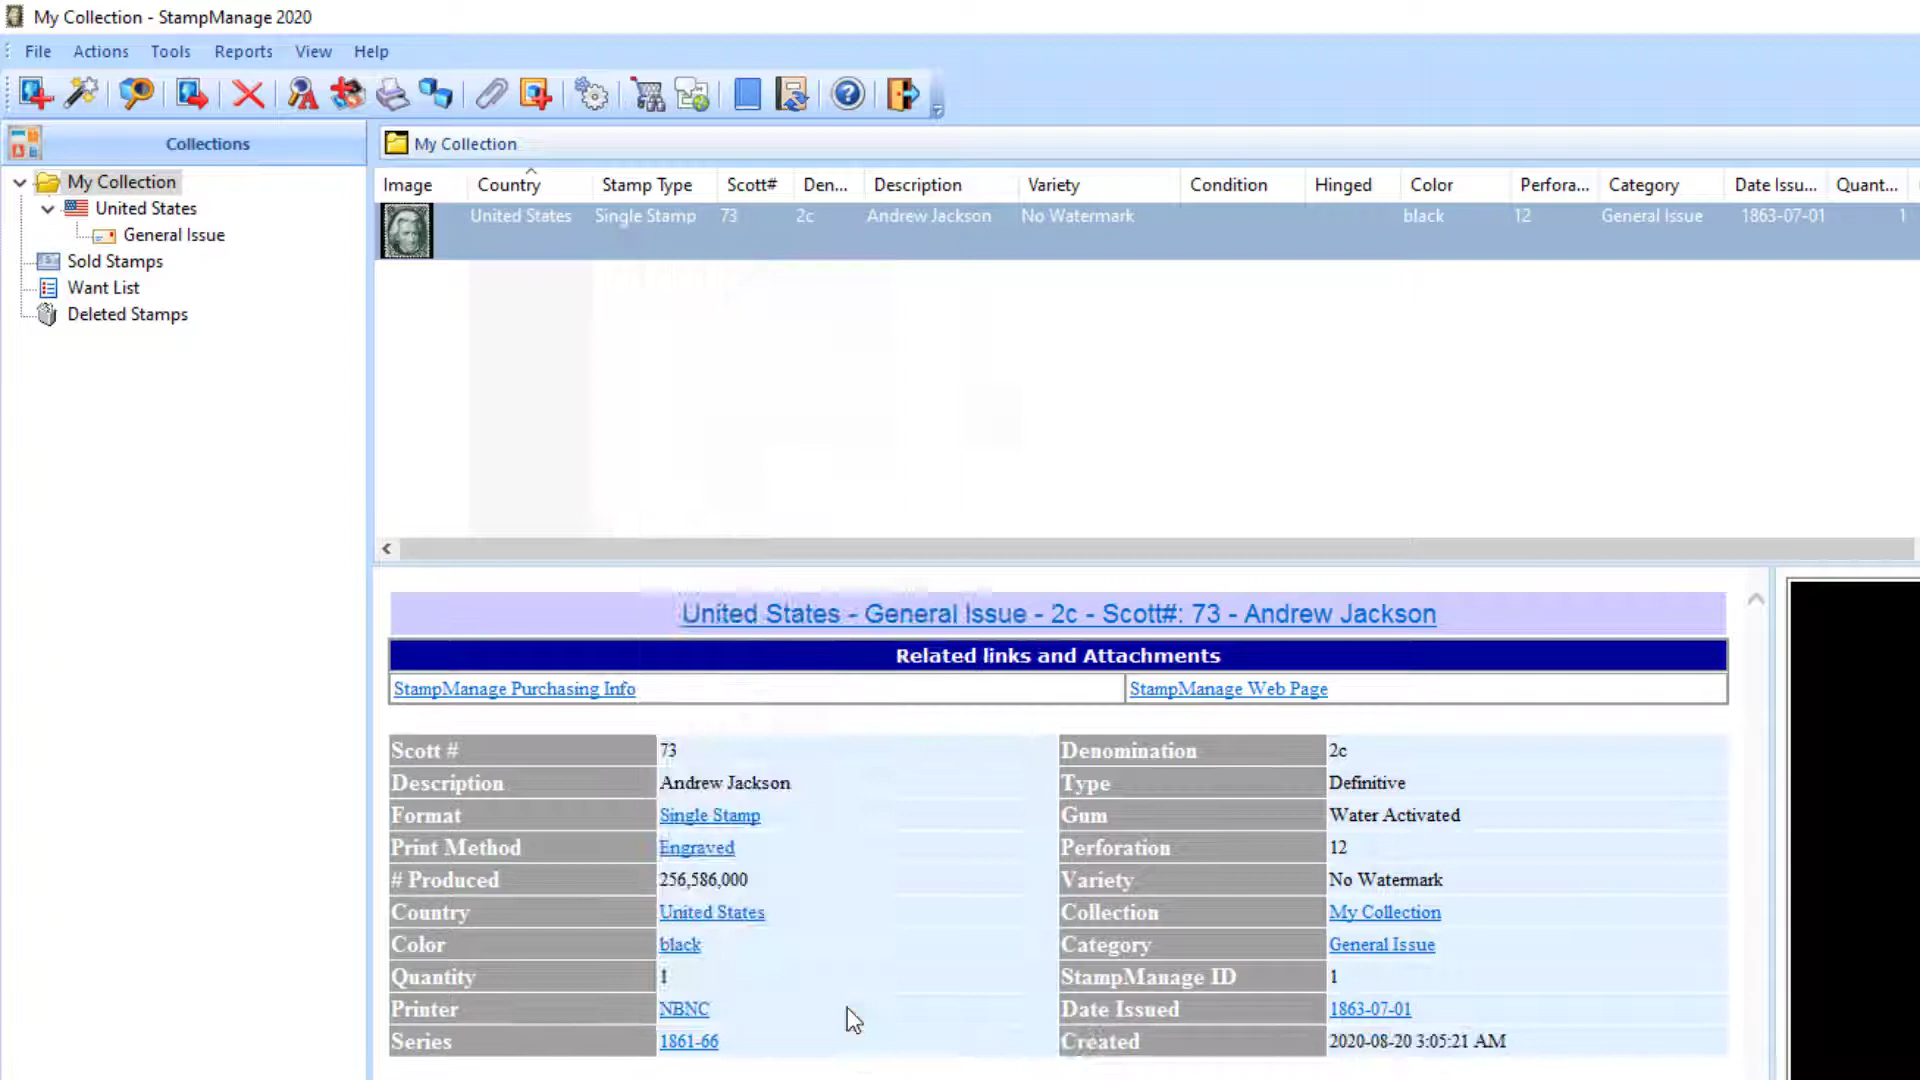 My Collection - StampManage 2020
File Actions Tools Reports View Help
Collections
My Collection
My Collection
United States
General Issue
Sold Stamps
Want List
Deleted Stamps
Image Country Stamp Type Scott# Den... Description Variety Condition Hinged Color Perfora... Category Date Issu... Quant...
United States Single Stamp 73 2c Andrew Jackson No Watermark black 12 General Issue 1863-07-01 1
United States - General Issue - 2c - Scott#: 73 - Andrew Jackson
Related links and Attachments
StampManage Purchasing Info StampManage Web Page
Scott # 73 Denomination 2c
Description Andrew Jackson Type Definitive
Format Single Stamp Gum Water Activated
Print Method Engraved Perforation 12
# Produced 256,586,000 Variety No Watermark
Country United States Collection My Collection
Color black Category General Issue
Quantity 1 StampManage ID 1
Printer NBNC Date Issued 1863-07-01
Series 1861-66 Created 2020-08-20 3:05:21 AM